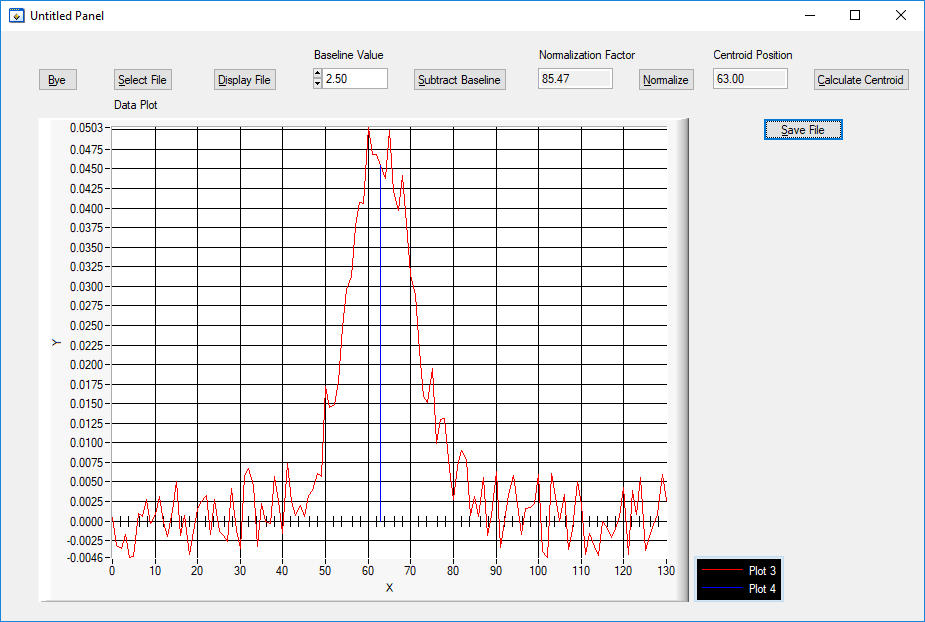 Untitled Panel
Baseline Value Normalization Factor Centroid Position
Bye Select File Display File 2.50 Subtract Baseline 85.47 Normalize 63.00 Calculate Centroid
Data Plot
Save File
0.0503
0.0475
0.0450
0.0425
0.0400
0.0375
0.0350
0.0325
0.0300
0.0275
0.0250
0.0225
0.0200
0.0175
0.0150
0.0125
0.0100
0.0075
0.0050
0.0025
0.0000
-0.0025
-0.0046
Y
0 10 20 30 40 50 60 70 80 90 100 110 120 130
X
Plot 3
Plot 4